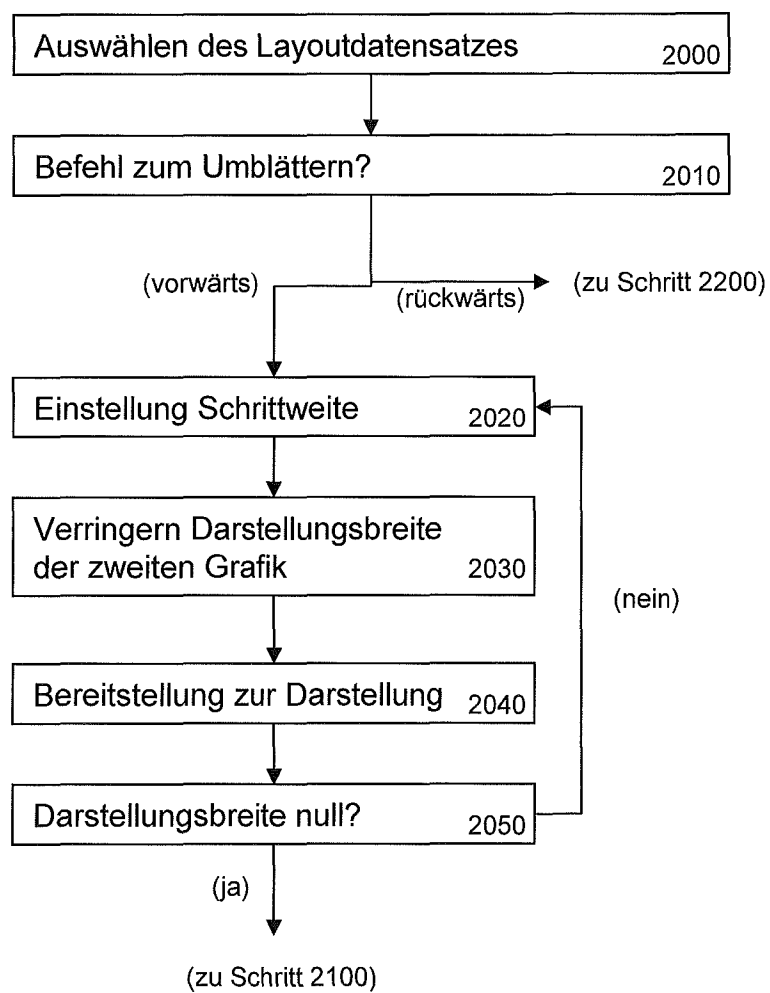 Auswählen des Layoutdatensatzes
2000
Befehl zum Umblättern?
2010
(vorwärts)
(rückwärts)
(zu Schritt 2200)
Einstellung Schrittweite
2020
Verringern Darstellungsbreite
der zweiten Grafik
2030
(nein)
Bereitstellung zur Darstellung
2040
Darstellungsbreite null?
2050
(ja)
(zu Schritt 2100)